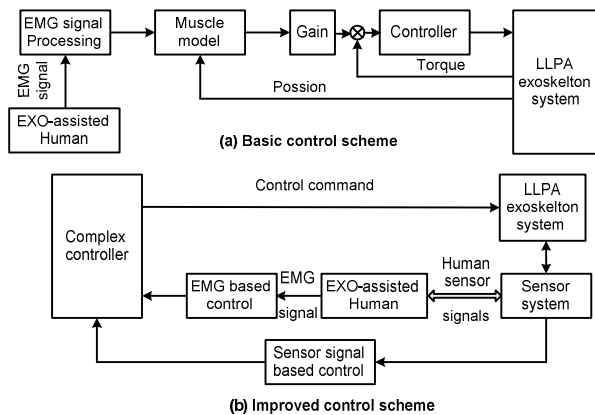 EMG signal
Processing
Muscle
model
Gain
Controller
LLPA
exoskelton
system
Torque
Possion
EMG
signal
EXO-assisted
Human
(a) Basic control scheme
Control command
LLPA
exoskelton
system
Complex
controller
EMG based
control
EMG
signal
EXO-assisted
Human
Human
sensor
signals
Sensor
system
Sensor signal
based control
(b) Improved control scheme